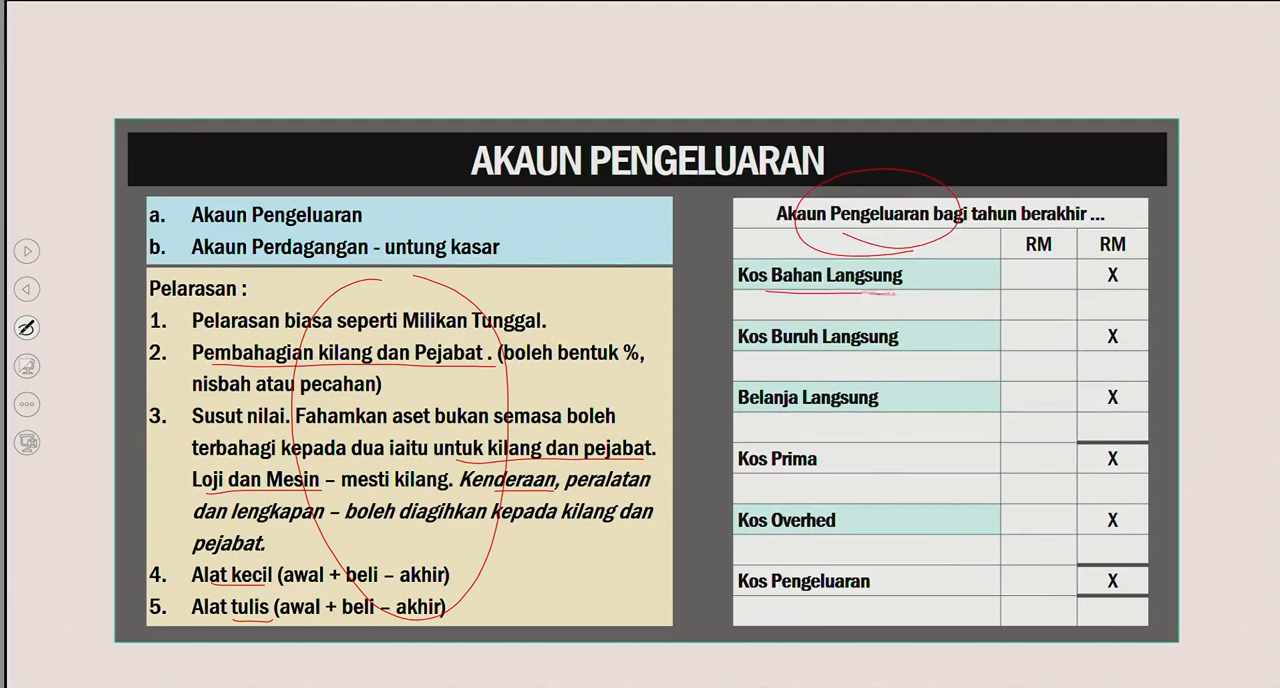 AKAUN PENGELUARAN
a. Akaun Pengeluaran
b. Akaun Perdagangan - untung kasar
Pelarasan :
1. Pelarasan biasa seperti Milikan Tunggal.
2. Pembahagian kilang dan Pejabat . (boleh bentuk %,
nisbah atau pecahan)
3. Susut nilai. Fahamkan aset bukan semasa boleh
terbahagi kepada dua iaitu untuk kilang dan pejabat.
Loji dan Mesin – mesti kilang. Kenderaan, peralatan
dan lengkapan – boleh diagihkan kepada kilang dan
pejabat.
4. Alat kecil (awal + beli – akhir)
5. Alat tulis (awal + beli – akhir)
Akaun Pengeluaran bagi tahun berakhir ...
RM RM
Kos Bahan Langsung X
Kos Buruh Langsung X
Belanja Langsung X
Kos Prima X
Kos Overhed X
Kos Pengeluaran X